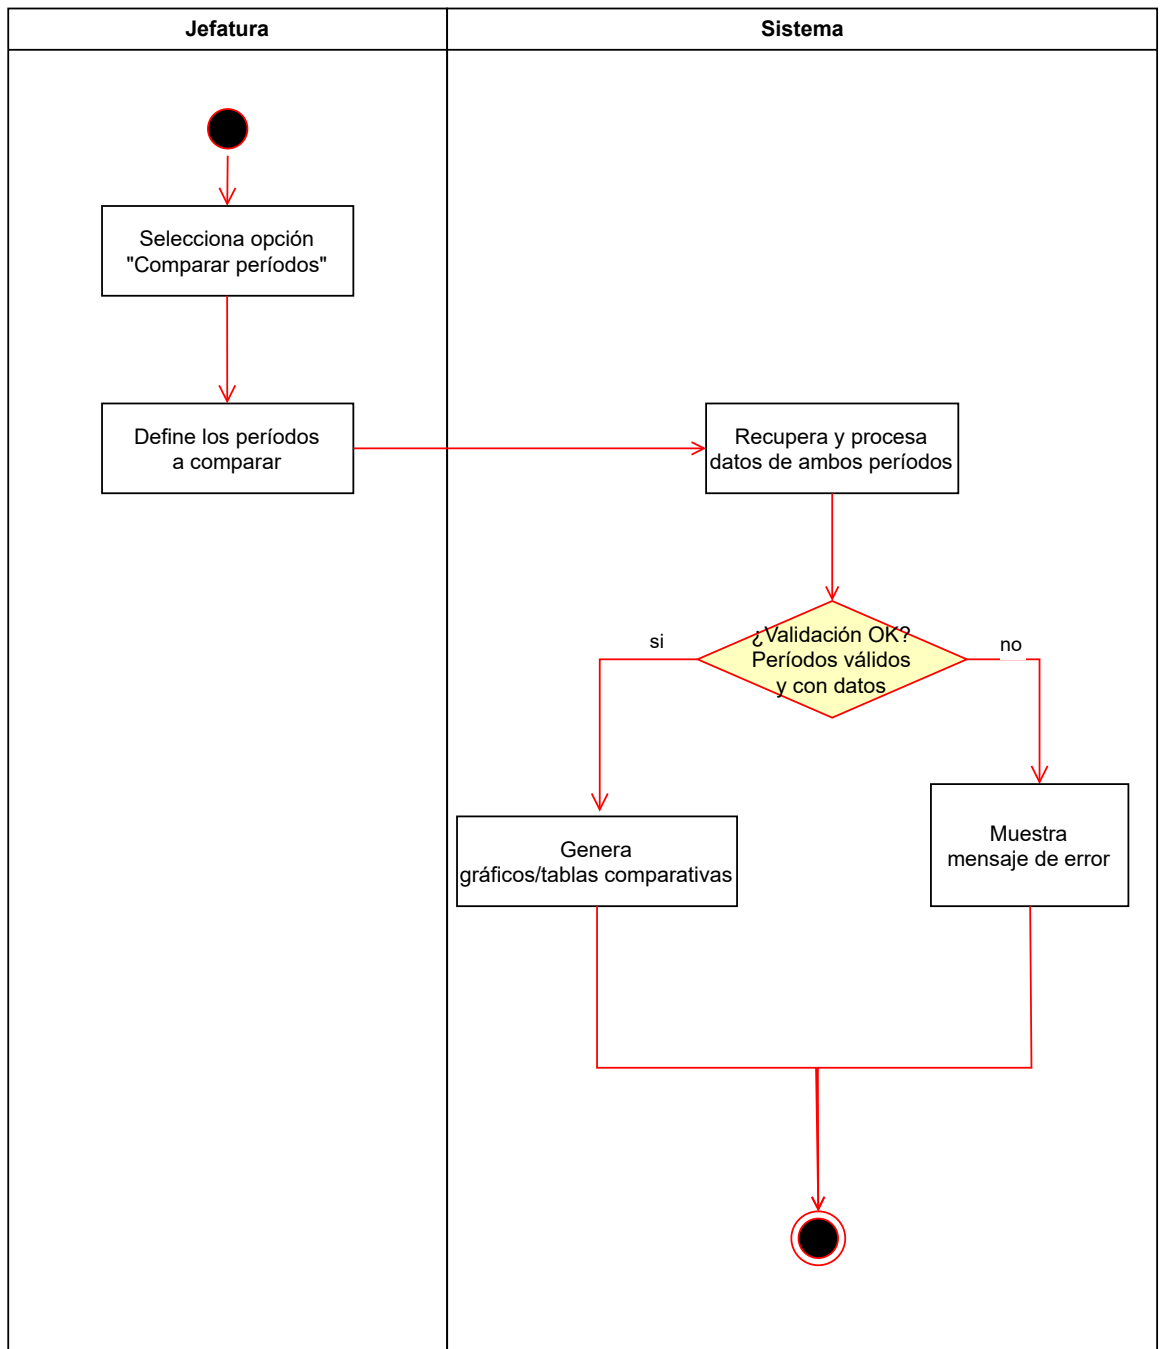 Jefatura
Sistema
Selecciona opción
"Comparar períodos"
Define los períodos
a comparar
Recupera y procesa
datos de ambos períodos
¿Validación OK?
Períodos válidos
y con datos
si
no
Genera
gráficos/tablas comparativas
Muestra
mensaje de error